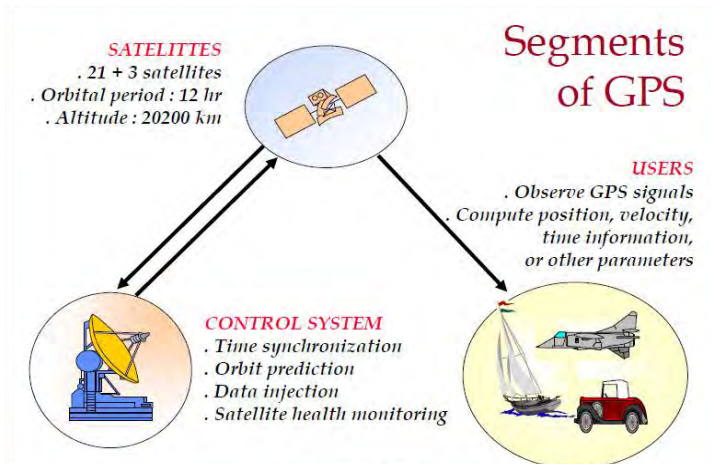 Segments
of GPS
SATELITTES
. 21 + 3 satellites
. Orbital period : 12 hr
. Altitude : 20200 km
USERS
. Observe GPS signals
. Compute position, velocity,
time information,
or other parameters
CONTROL SYSTEM
. Time synchronization
. Orbit prediction
. Data injection
. Satellite health monitoring